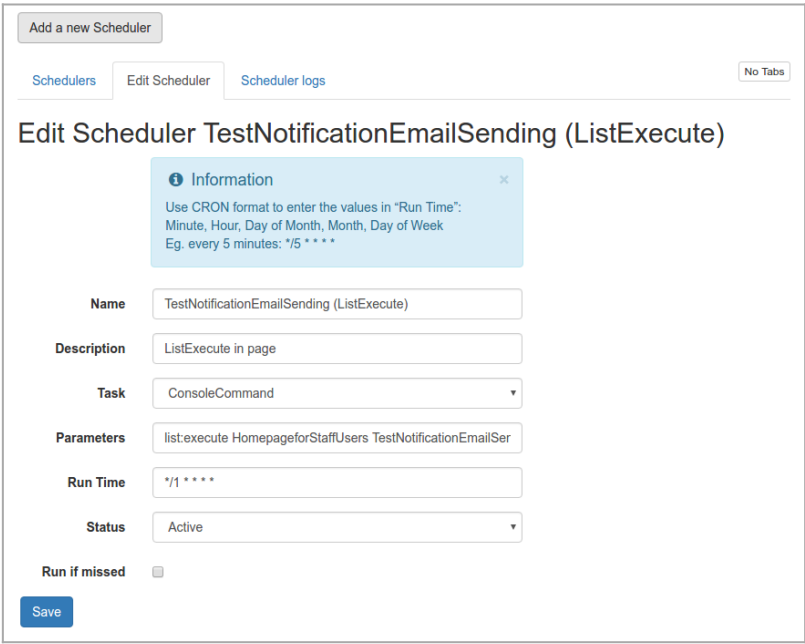 Add a new Scheduler
Schedulers
Edit Scheduler
Scheduler logs
No Tabs
Edit Scheduler TestNotificationEmailSending (ListExecute)
Information
×
Use CRON format to enter the values in “Run Time”:
Minute, Hour, Day of Month, Month, Day of Week
Eg. every 5 minutes: */5 * * * *
Name
TestNotificationEmailSending (ListExecute)
Description
ListExecute in page
Task
ConsoleCommand
Parameters
list:execute HomepageforStaffUsers TestNotificationEmailSer
Run Time
*/1 * * * *
Status
Active
Run if missed
Save